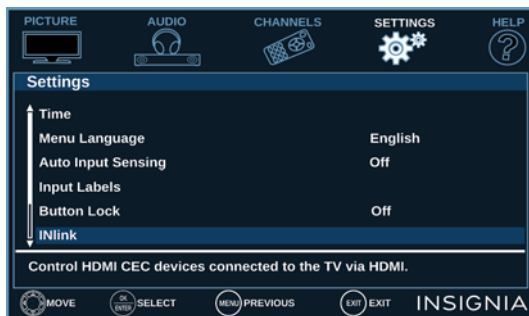 PICTURE AUDIO CHANNELS SETTINGS HELP
?
Settings
Time
Menu Language English
Auto Input Sensing Off
Input Labels
Button Lock Off
INlink
Control HDMI CEC devices connected to the TV via HDMI.
MOVE OK ENTER SELECT MENU PREVIOUS EXIT EXIT INSIGNIA